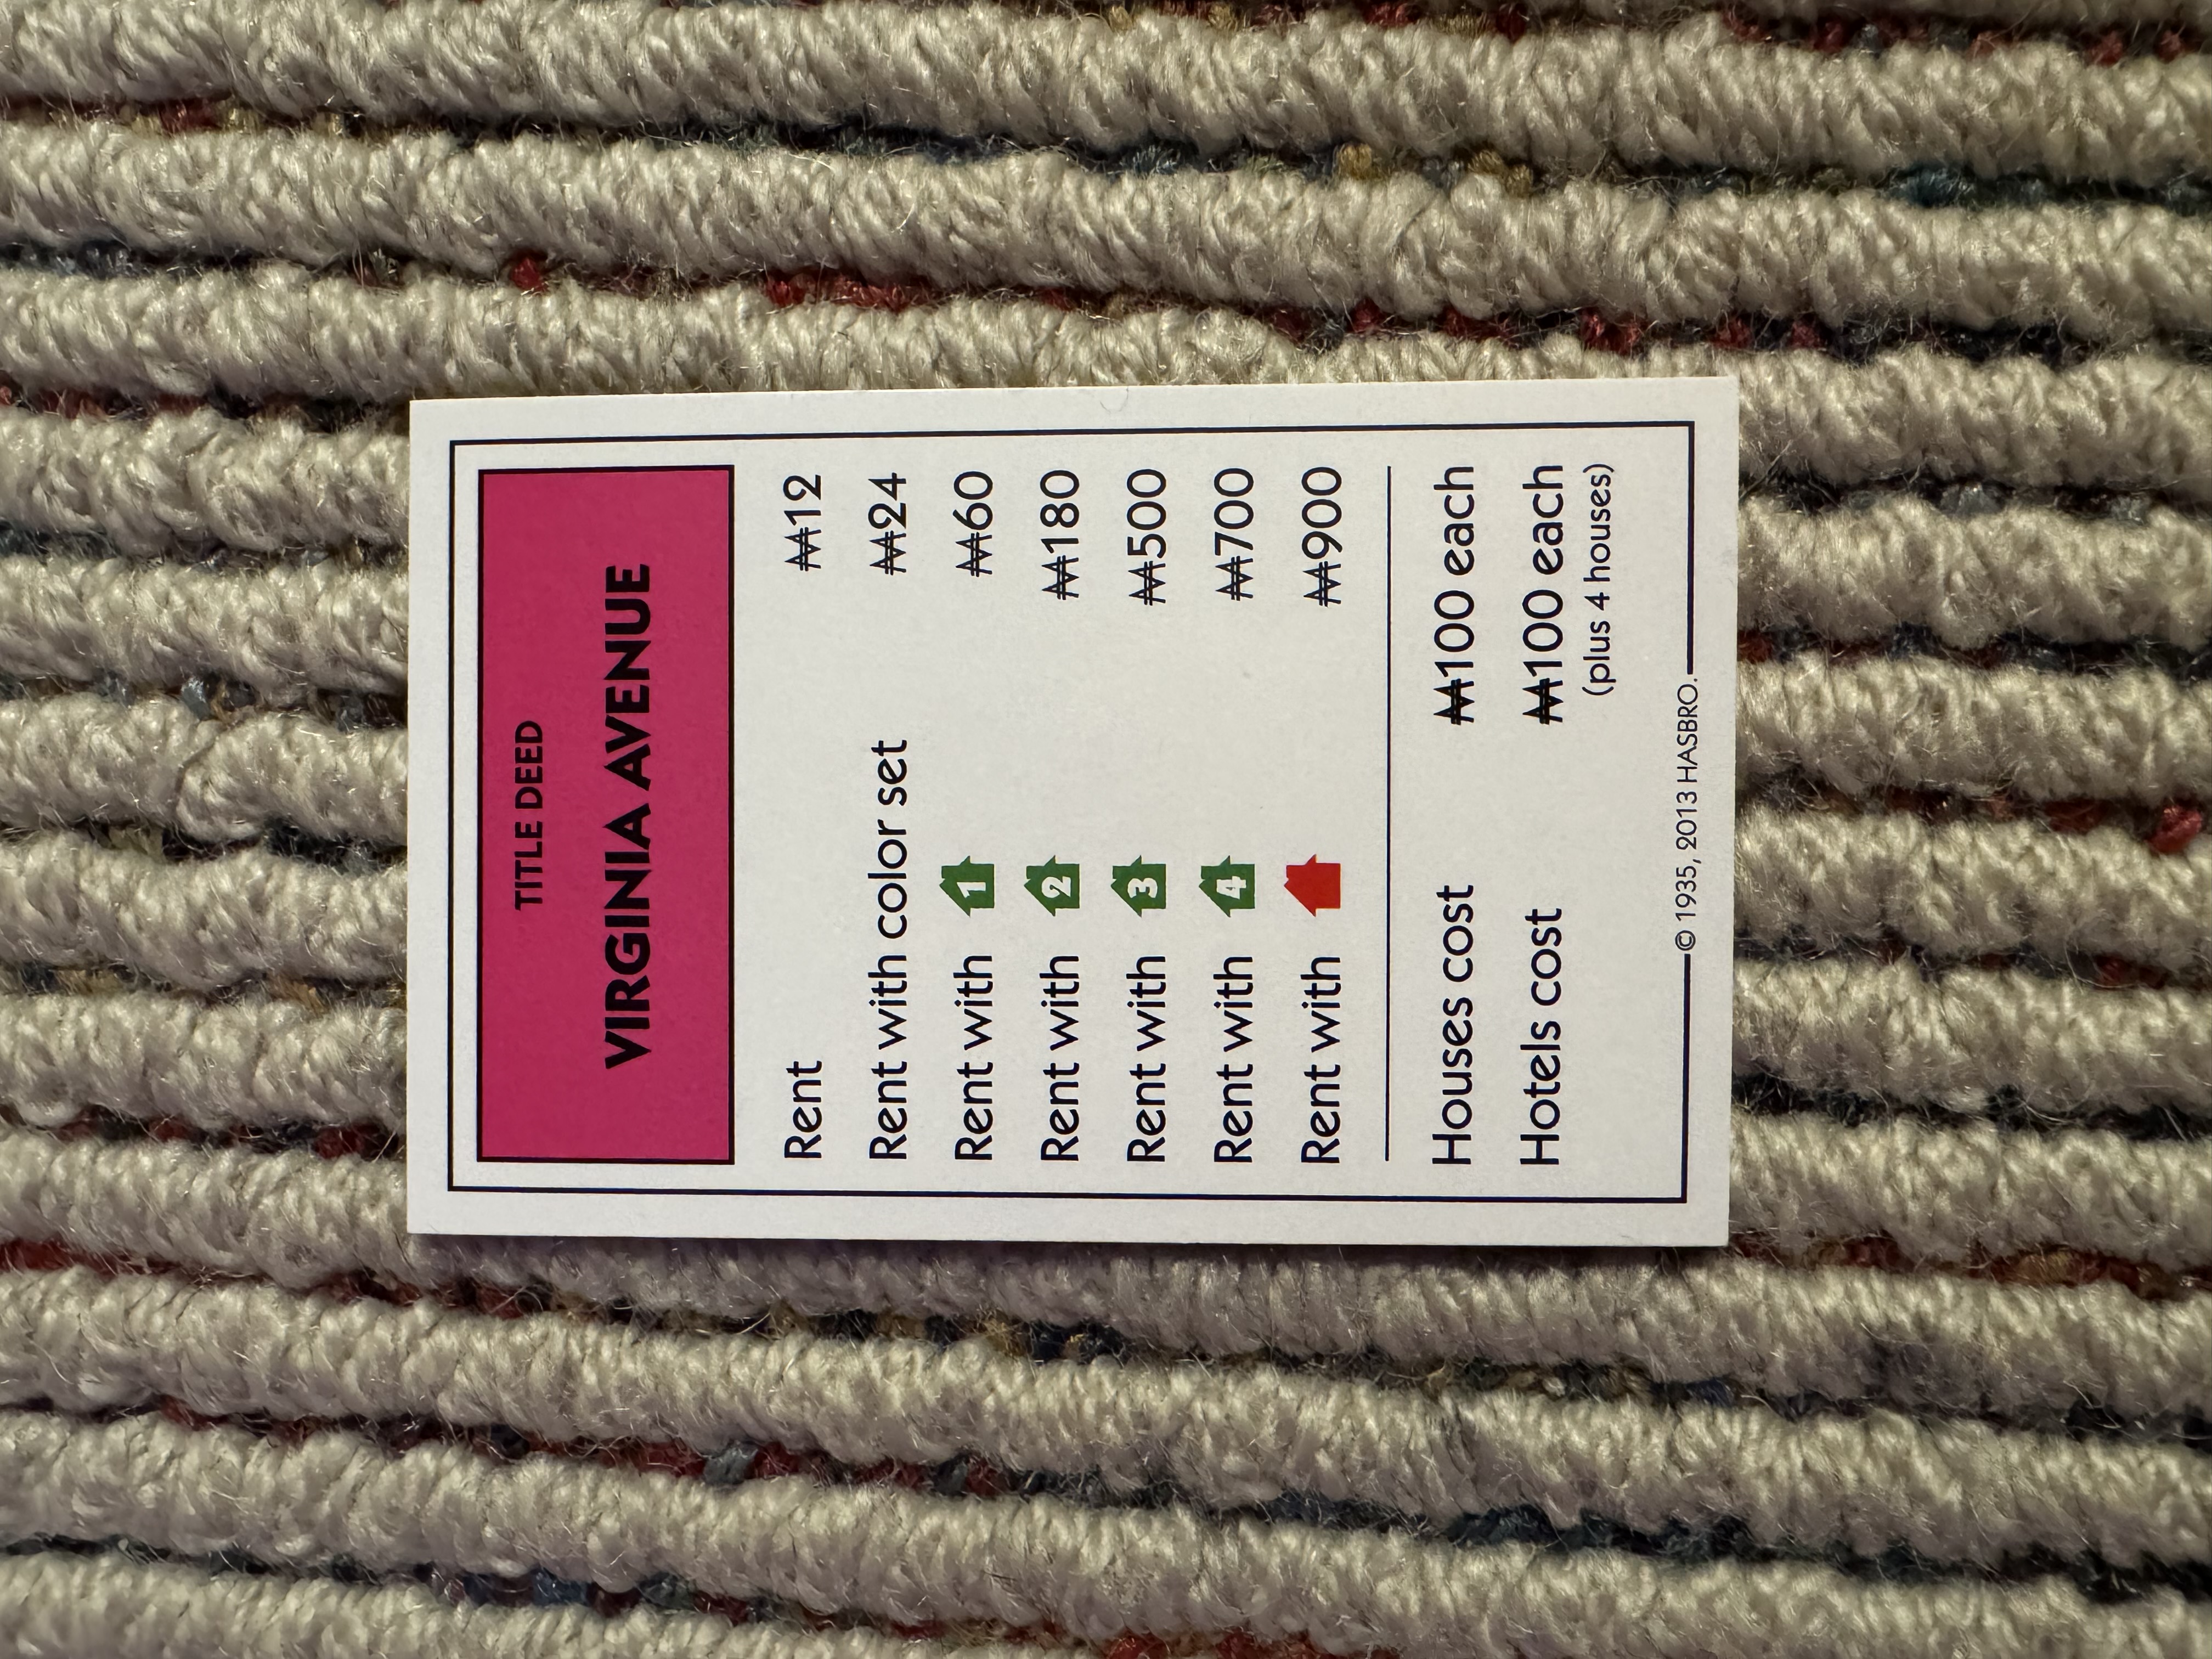 TITLE DEED
VIRGINIA AVENUE
Rent ₩12
Rent with color set ₩24
Rent with 1 ₩60
Rent with 2 ₩180
Rent with 3 ₩500
Rent with 4 ₩700
Rent with ₩900
Houses cost ₩100 each
Hotels cost ₩100 each
(plus 4 houses)
© 1935, 2013 HASBRO.